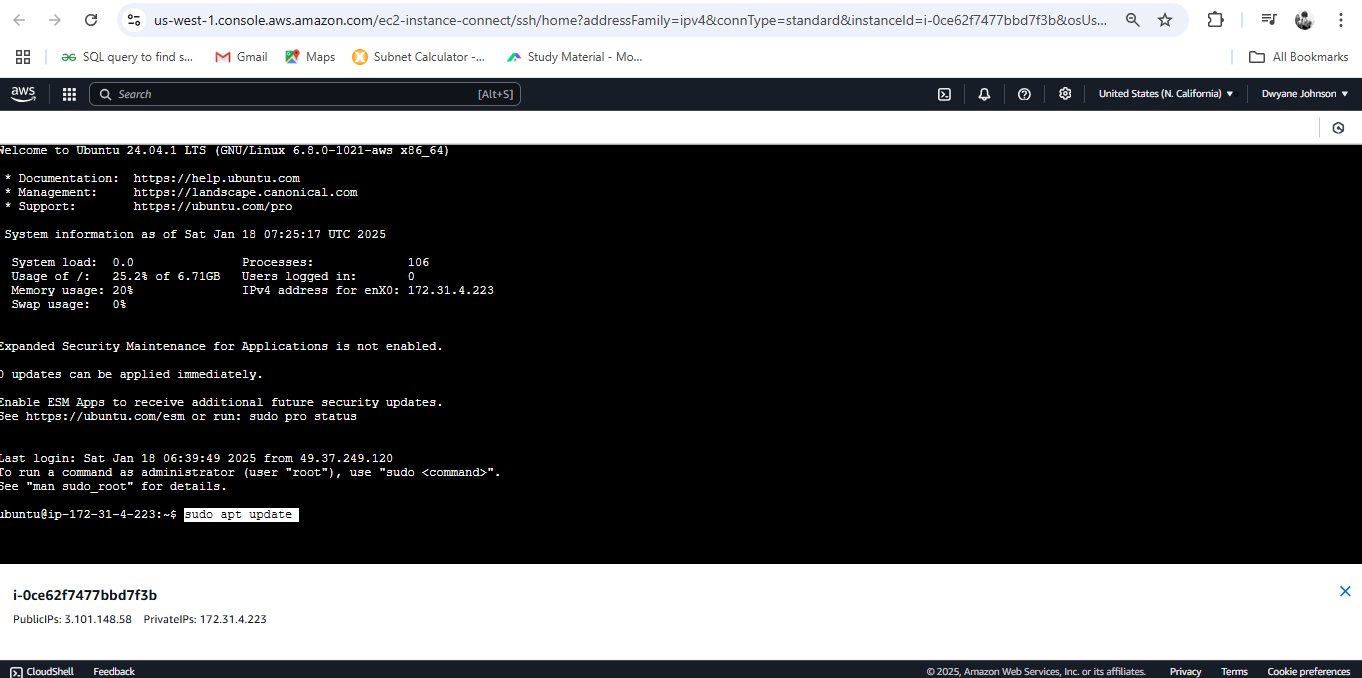 us-west-1.console.aws.amazon.com/ec2-instance-connect/ssh/home?addressFamily=ipv4&connType=standard&instanceId=i-0ce62f7477bbd7f3b&osUs...
SQL query to find s...
Gmail
Maps
Subnet Calculator -...
Study Material - Mo...
All Bookmarks
aws
Search
[Alt+S]
United States (N. California)
Dwyane Johnson
Welcome to Ubuntu 24.04.1 LTS (GNU/Linux 6.8.0-1021-aws x86_64)
* Documentation: https://help.ubuntu.com
* Management: https://landscape.canonical.com
* Support: https://ubuntu.com/pro
System information as of Sat Jan 18 07:25:17 UTC 2025
System load: 0.0 Processes: 106
Usage of /: 25.2% of 6.71GB Users logged in: 0
Memory usage: 20% IPv4 address for enX0: 172.31.4.223
Swap usage: 0%
Expanded Security Maintenance for Applications is not enabled.
0 updates can be applied immediately.
Enable ESM Apps to receive additional future security updates.
See https://ubuntu.com/esm or run: sudo pro status
Last login: Sat Jan 18 06:39:49 2025 from 49.37.249.120
To run a command as administrator (user "root"), use "sudo <command>".
See "man sudo_root" for details.
ubuntu@ip-172-31-4-223:~$ sudo apt update
i-0ce62f7477bbd7f3b
PublicIPs: 3.101.148.58 PrivateIPs: 172.31.4.223
CloudShell
Feedback
© 2025, Amazon Web Services, Inc. or its affiliates.
Privacy
Terms
Cookie preferences